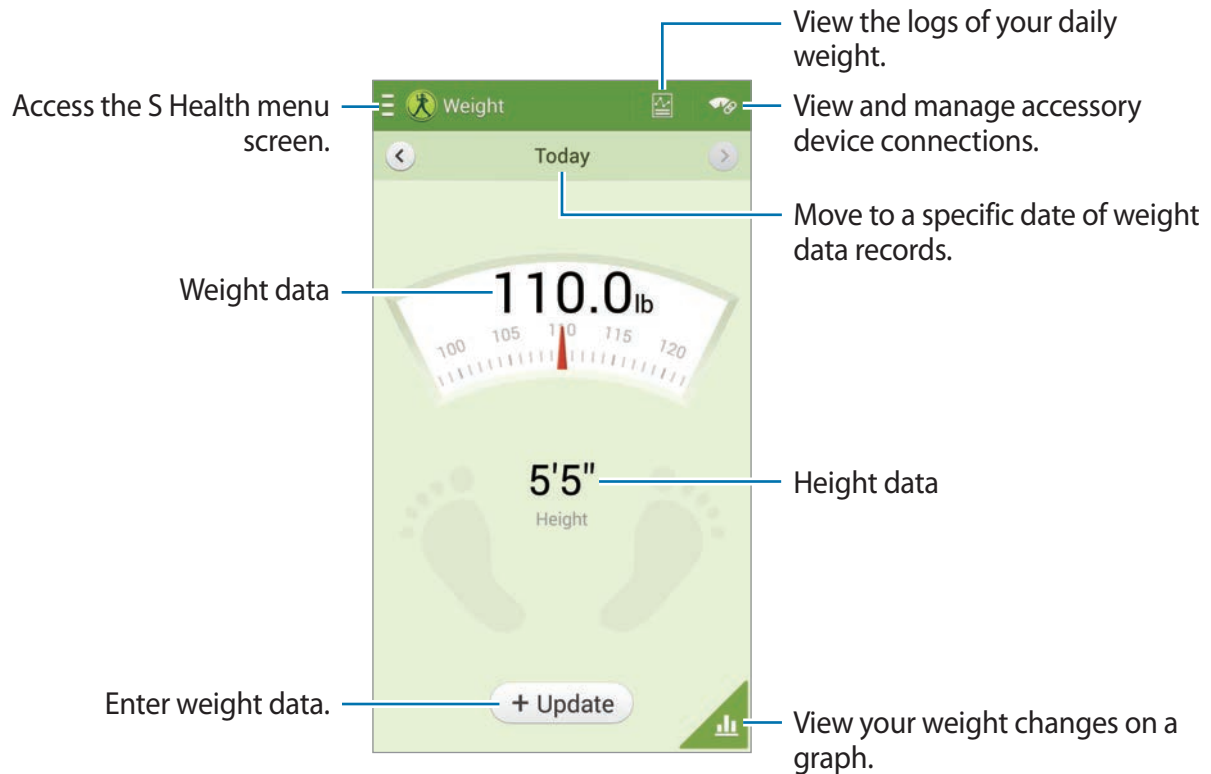 View the logs of your daily
weight.
Access the S Health menu
screen.
Weight
View and manage accessory
device connections.
Today
Move to a specific date of weight
data records.
Weight data
110.0lb
100 105 110 115 120
5'5"
Height
Height data
Enter weight data.
+ Update
View your weight changes on a
graph.